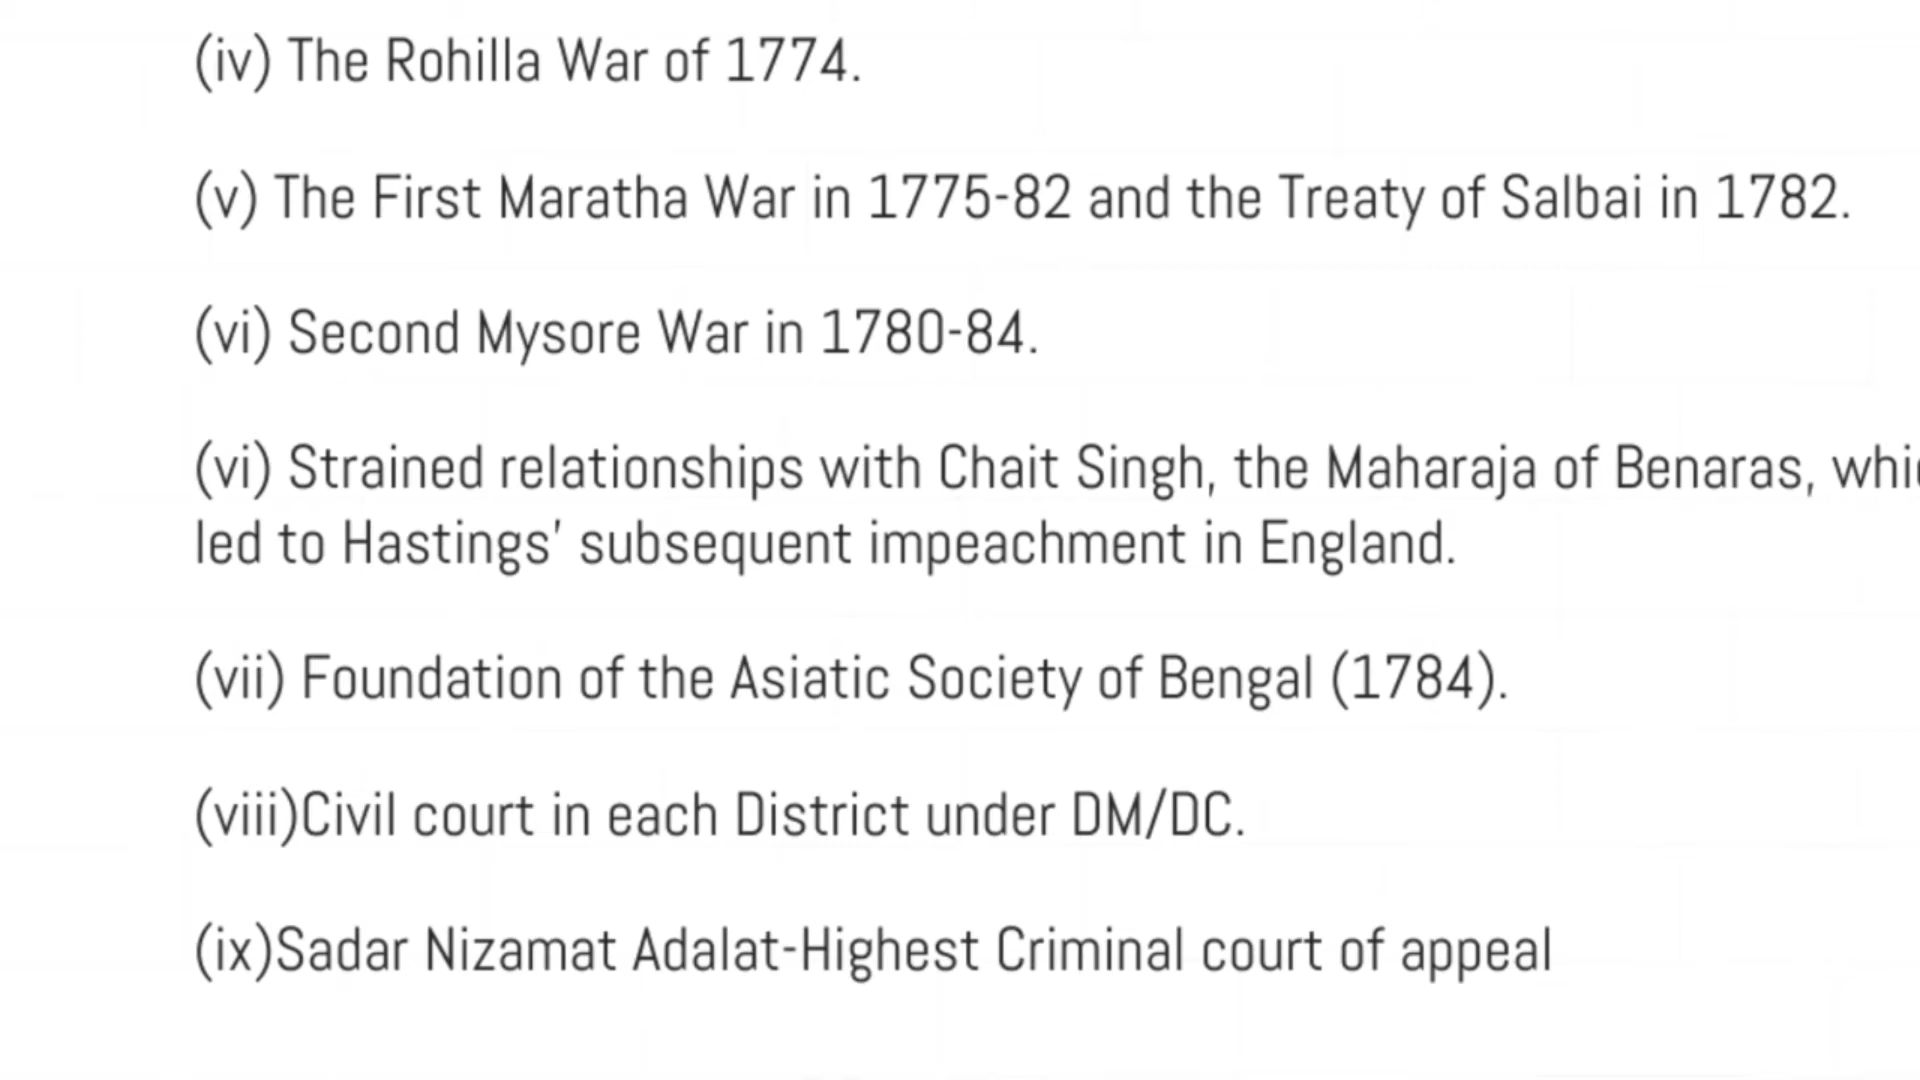 (iv) The Rohilla War of 1774.
(v) The First Maratha War in 1775-82 and the Treaty of Salbai in 1782.
(vi) Second Mysore War in 1780-84.
(vi) Strained relationships with Chait Singh, the Maharaja of Benaras,
led to Hastings’ subsequent impeachment in England.
(vii) Foundation of the Asiatic Society of Bengal (1784).
(viii)Civil court in each District under DM/DC.
(ix)Sadar Nizamat Adalat-Highest Criminal court of appeal